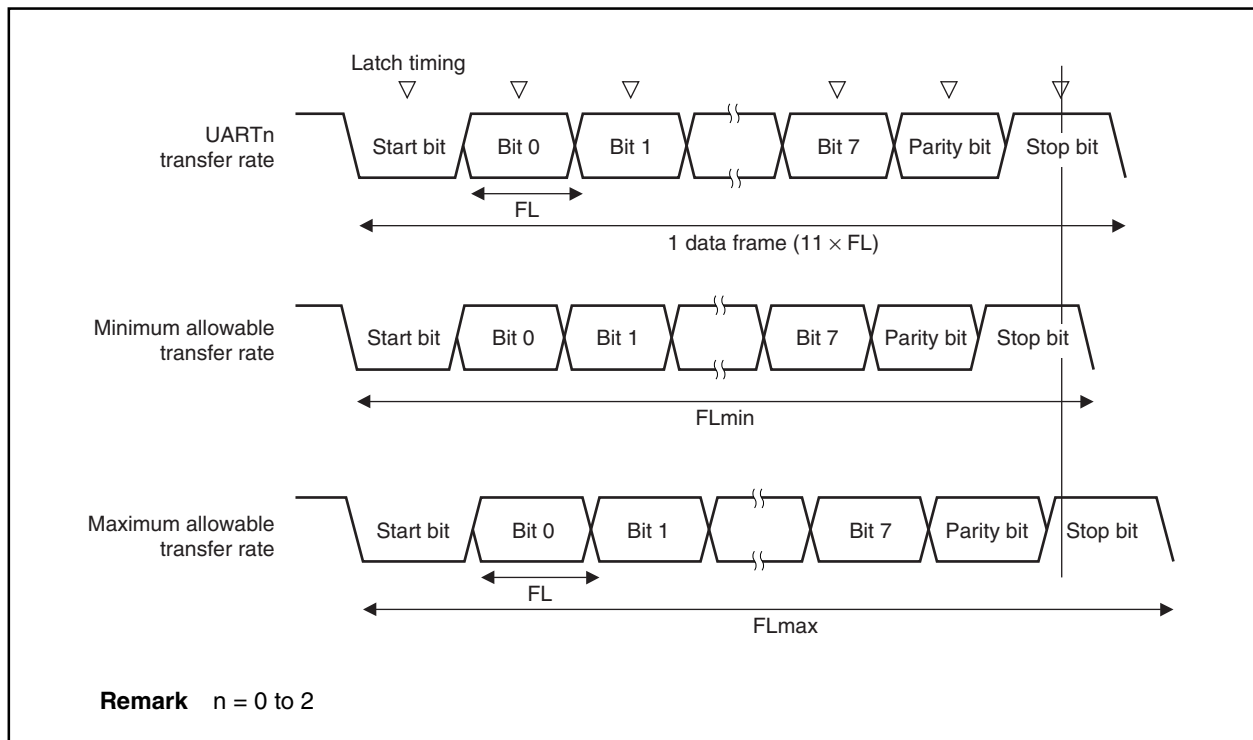 Latch timing
UARTn
transfer rate
Start bit
Bit 0
Bit 1
Bit 7
Parity bit
Stop bit
FL
1 data frame (11 × FL)
Minimum allowable
transfer rate
Start bit
Bit 0
Bit 1
Bit 7
Parity bit
Stop bit
FLmin
Maximum allowable
transfer rate
Start bit
Bit 0
Bit 1
Bit 7
Parity bit
Stop bit
FL
FLmax
Remark n = 0 to 2